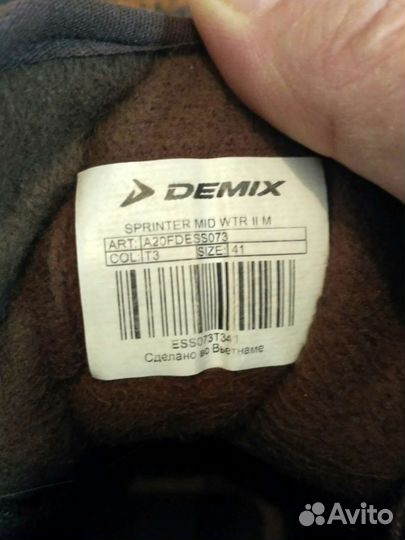 DEMIX
SPRINTER MID WTR II M
ART: A20FDESS073
COL: T3 SIZE: 41
ESS073T341
Сделано во Вьетнаме
Avito